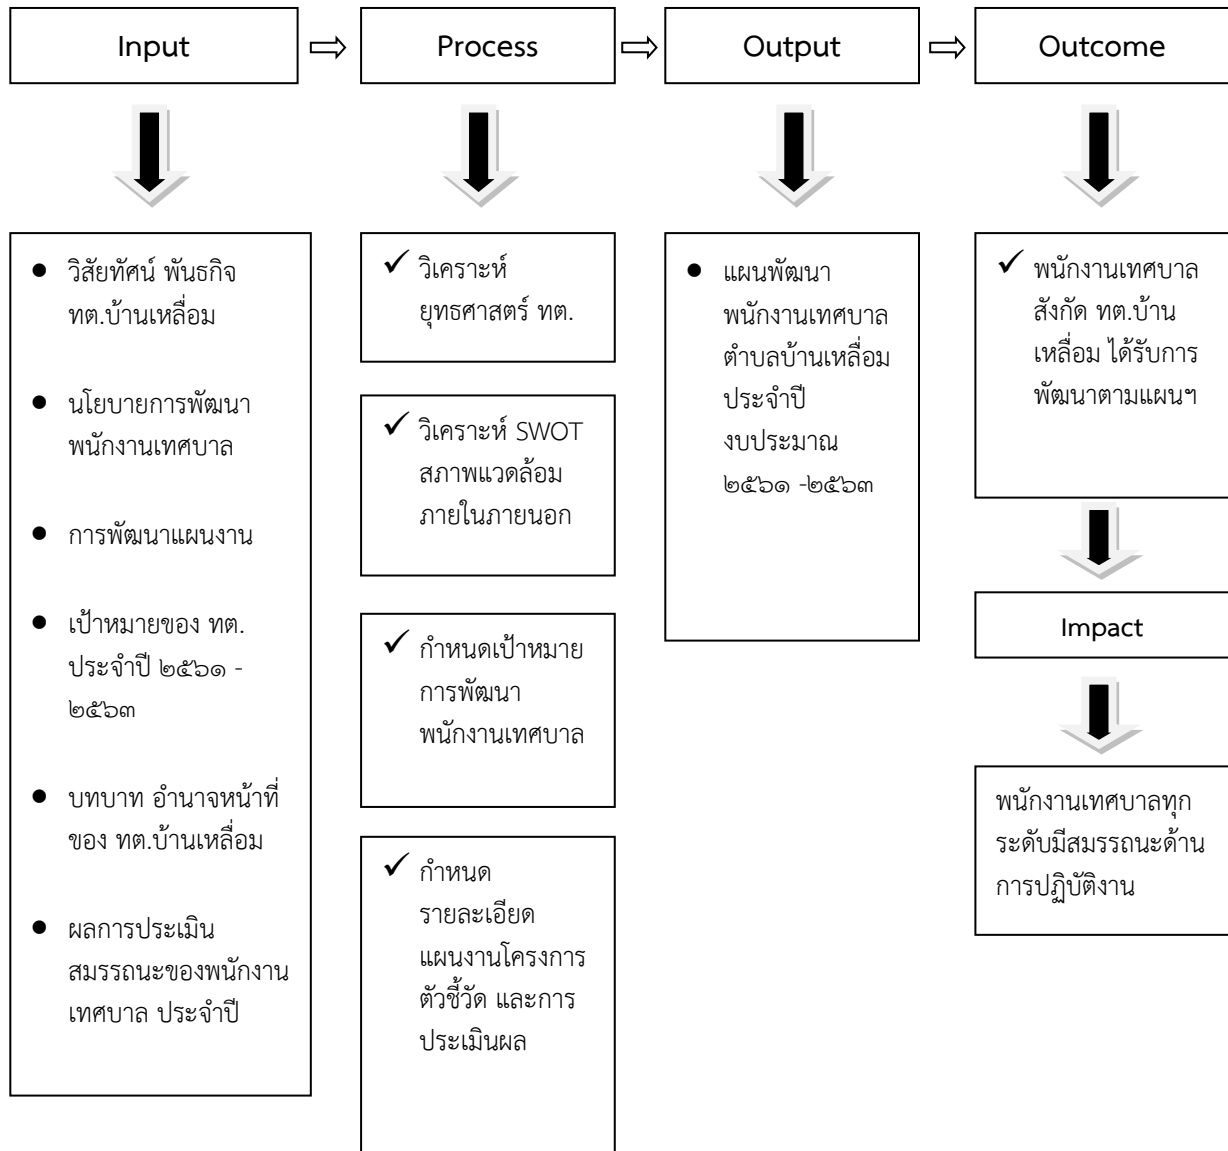 Input
Process
Output
Outcome
● วิสัยทัศน์ พันธกิจ
ทต.บ้านเหลื่อม
● นโยบายการพัฒนา
พนักงานเทศบาล
● การพัฒนาแผนงาน
● เป้าหมายของ ทต.
ประจำปี ๒๕๖๑ -
๒๕๖๓
● บทบาท อำนาจหน้าที่
ของ ทต.บ้านเหลื่อม
● ผลการประเมิน
สมรรถนะของพนักงาน
เทศบาล ประจำปี
✓ วิเคราะห์
ยุทธศาสตร์ ทต.
✓ วิเคราะห์ SWOT
สภาพแวดล้อม
ภายในภายนอก
✓ กำหนดเป้าหมาย
การพัฒนา
พนักงานเทศบาล
✓ กำหนด
รายละเอียด
แผนงานโครงการ
ตัวชี้วัด และการ
ประเมินผล
● แผนพัฒนา
พนักงานเทศบาล
ตำบลบ้านเหลื่อม
ประจำปี
งบประมาณ
๒๕๖๑ -๒๕๖๓
✓ พนักงานเทศบาล
สังกัด ทต.บ้าน
เหลื่อม ได้รับการ
พัฒนาตามแผนฯ
Impact
พนักงานเทศบาลทุก
ระดับมีสมรรถนะด้าน
การปฏิบัติงาน